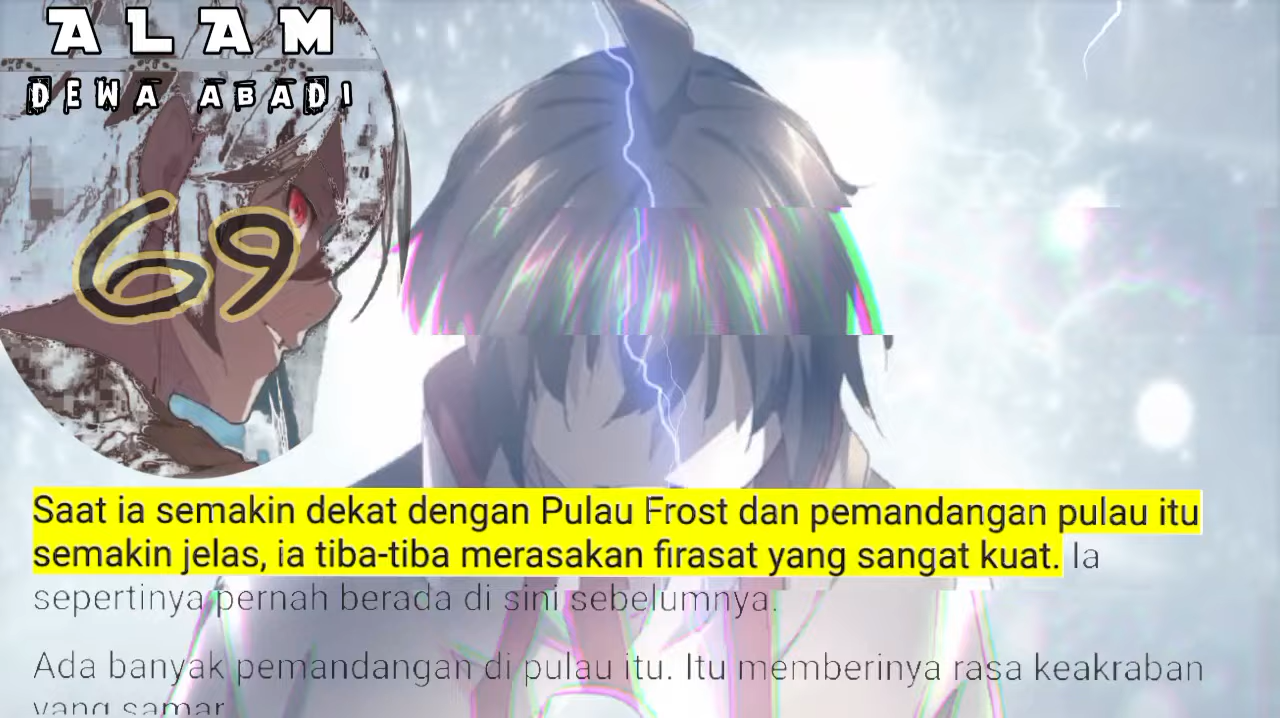 ALAM
DEWA ABADI
69
Saat ia semakin dekat dengan Pulau Frost dan pemandangan pulau itu
semakin jelas, ia tiba-tiba merasakan firasat yang sangat kuat. Ia
sepertinya pernah berada di sini sebelumnya.
Ada banyak pemandangan di pulau itu. Itu memberinya rasa keakraban
yang samar